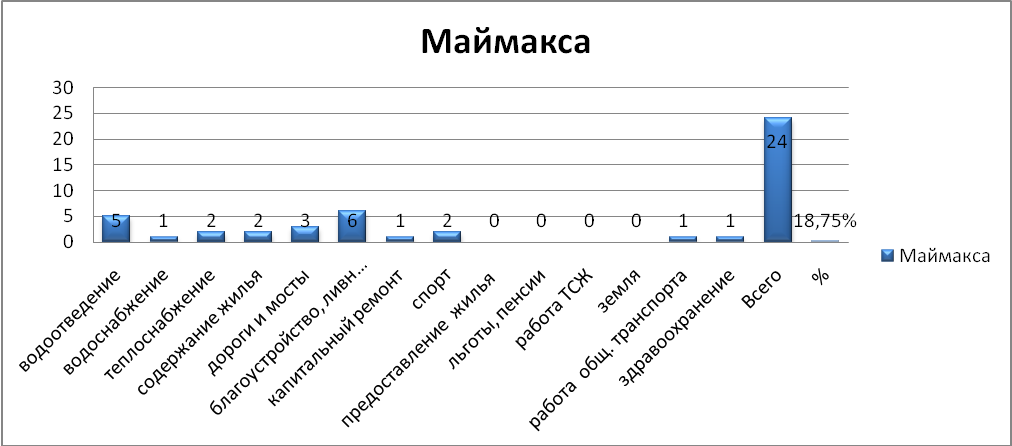 Маймакса
30
25
20
15
10
5
0
5
1
2
2
3
6
1
2
0
0
0
0
1
1
24
18,75%
водоотведение
водоснабжение
теплоснабжение
содержание жилья
дороги и мосты
благоустройство, ливн...
капитальный ремонт
спорт
предоставление жилья
льготы, пенсии
работа ТСЖ
земля
работа общ. транспорта
здравоохранение
Всего
%
Маймакса